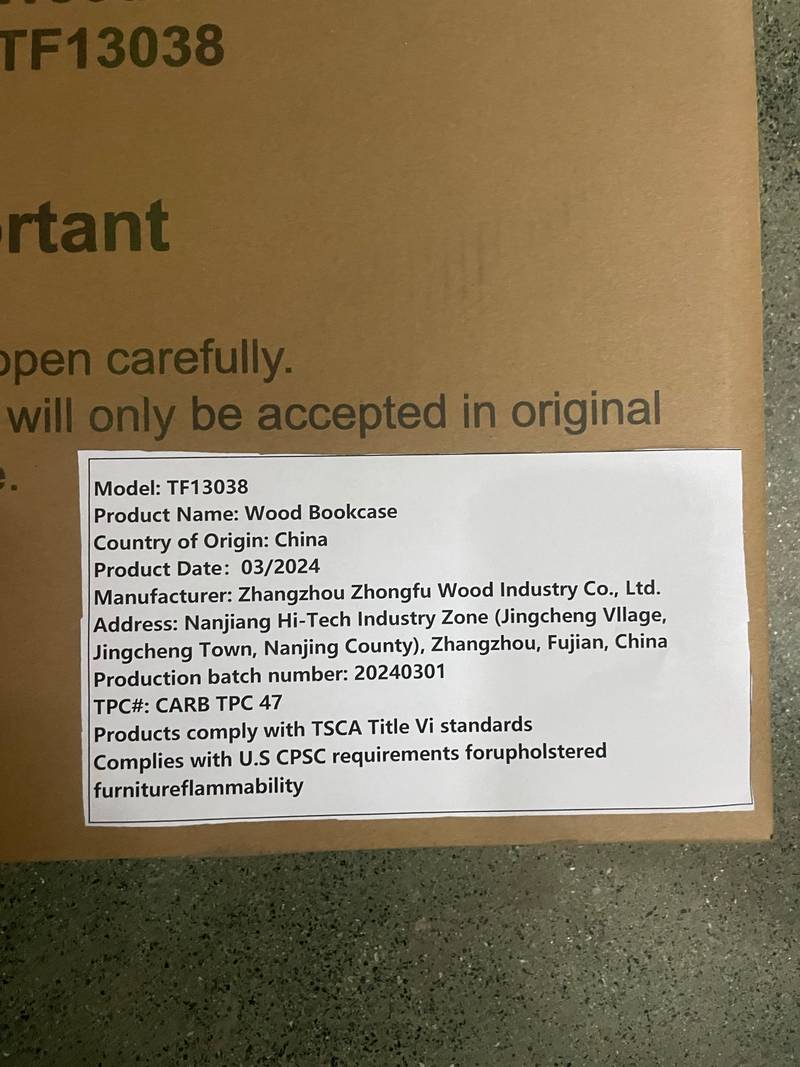 TF13038
rtant
open carefully.
will only be accepted in original
e.
Model: TF13038
Product Name: Wood Bookcase
Country of Origin: China
Product Date: 03/2024
Manufacturer: Zhangzhou Zhongfu Wood Industry Co., Ltd.
Address: Nanjiang Hi-Tech Industry Zone (Jingcheng Vllage,
Jingcheng Town, Nanjing County), Zhangzhou, Fujian, China
Production batch number: 20240301
TPC#: CARB TPC 47
Products comply with TSCA Title Vi standards
Complies with U.S CPSC requirements forupholstered
furnitureflammability